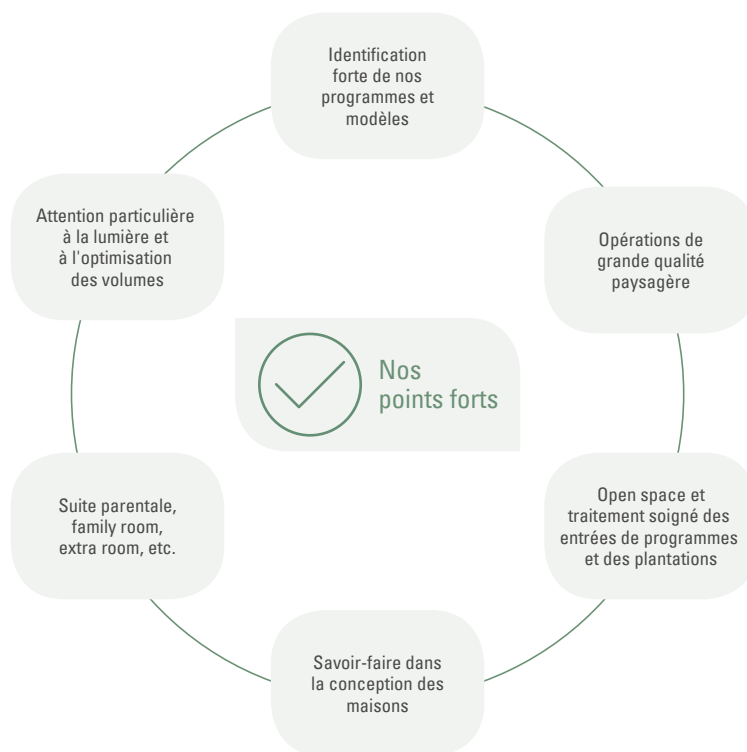 Identification
forte de nos
programmes et
modèles
Attention particulière
à la lumière et
à l'optimisation
des volumes
Opérations de
grande qualité
paysagère
Nos
points forts
Suite parentale,
family room,
extra room, etc.
Open space et
traitement soigné des
entrées de programmes
et des plantations
Savoir-faire dans
la conception des
maisons